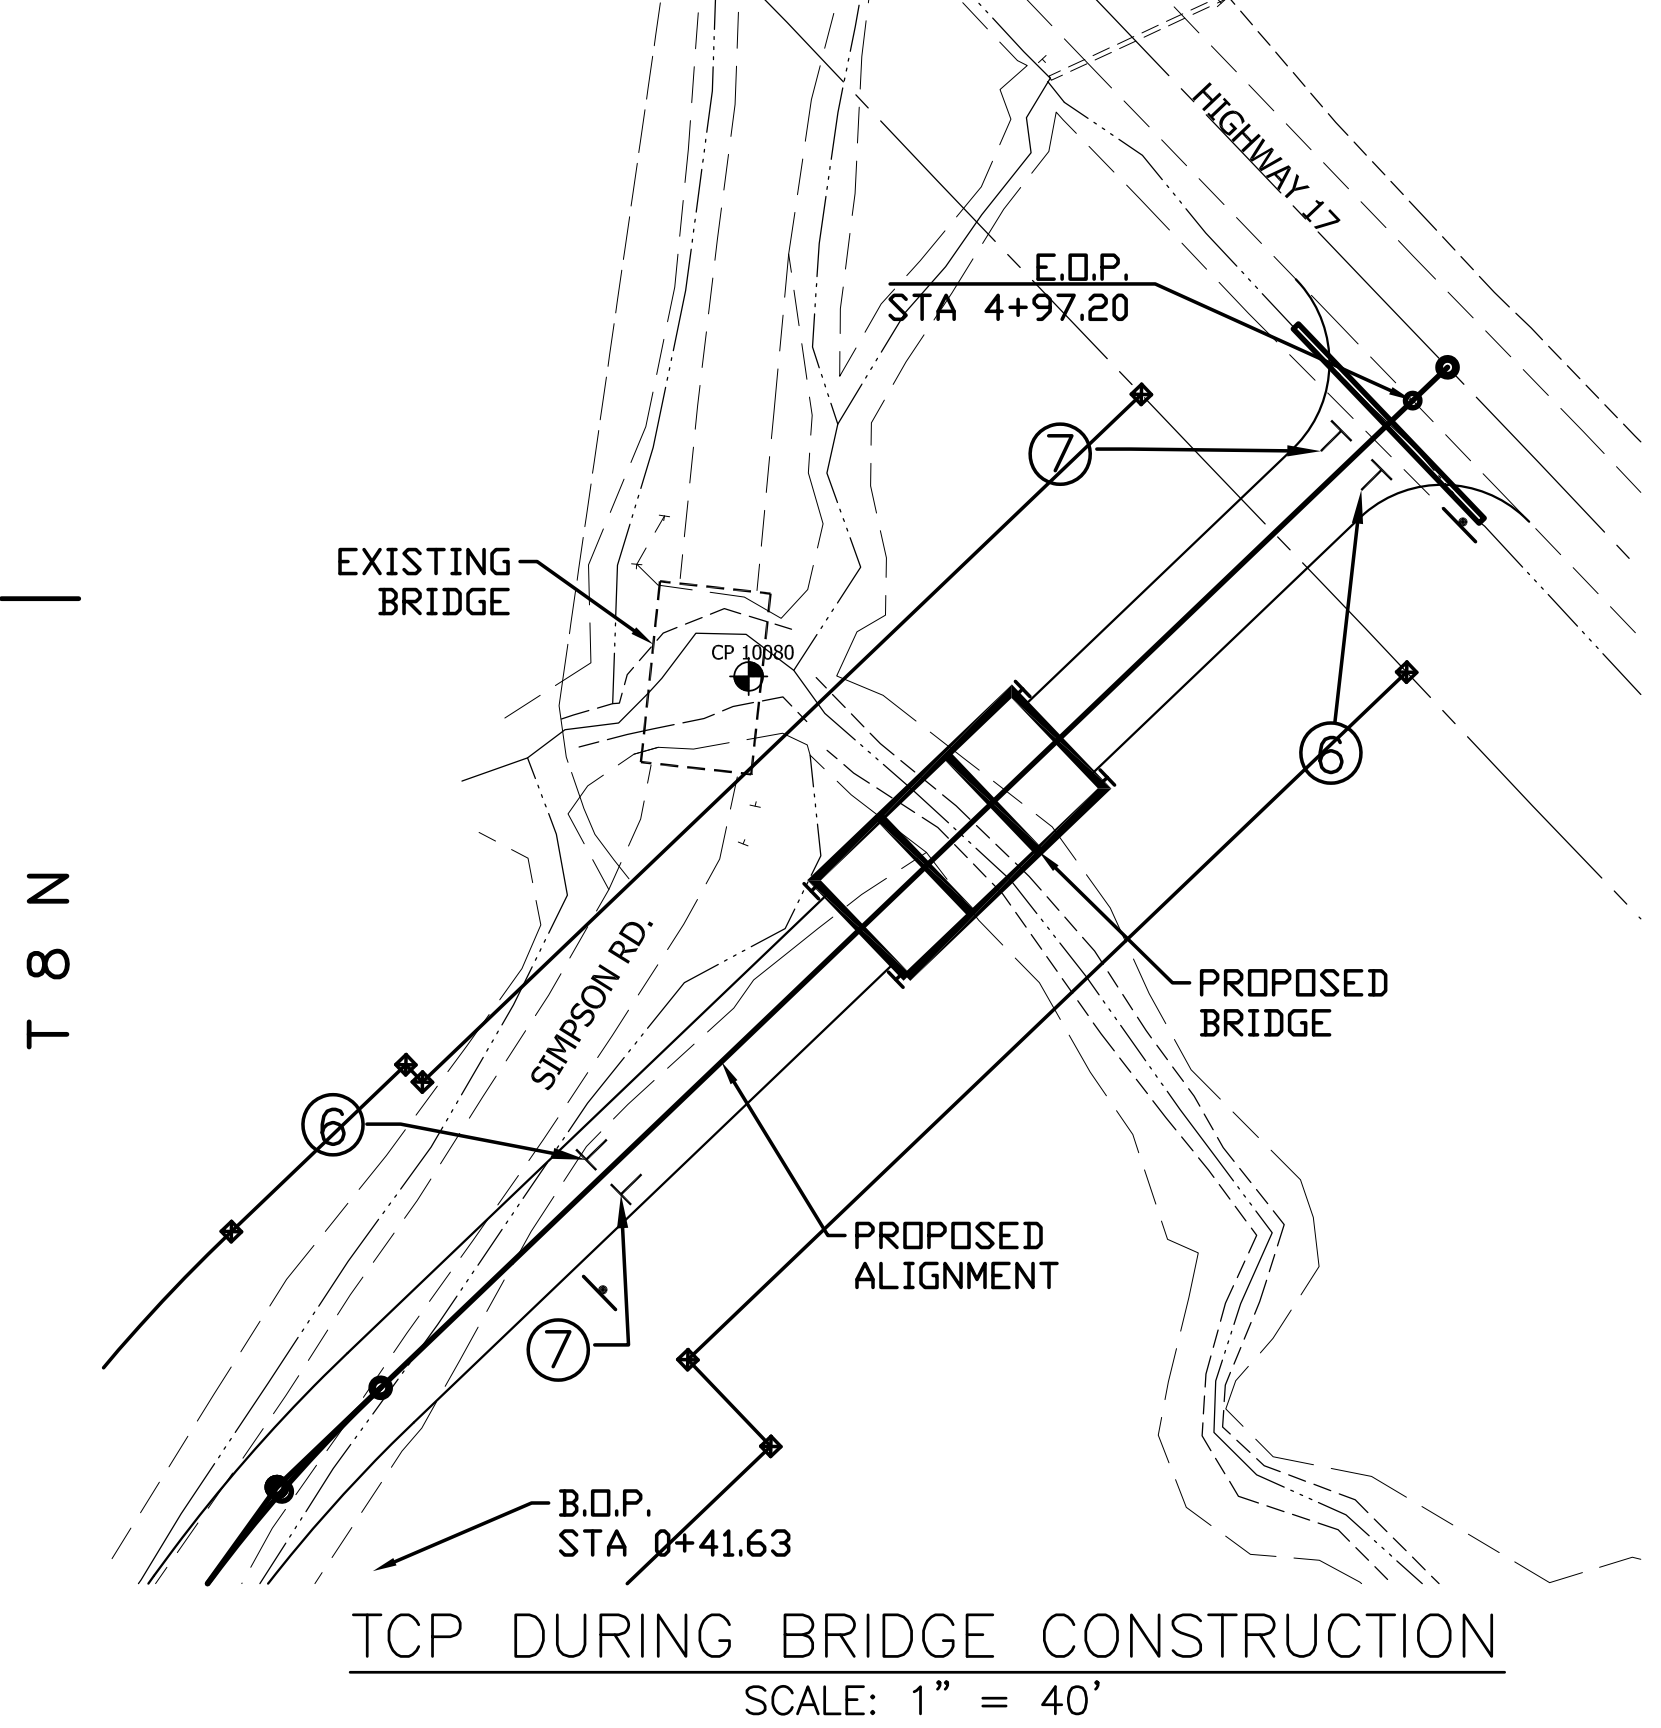 HIGHWAY 17
E.O.P.
STA 4+97.20
7
EXISTING
BRIDGE
CP 10080
6
T 8 N
SIMPSON RD.
PROPOSED
BRIDGE
6
PROPOSED
ALIGNMENT
7
B.O.P.
STA 0+41.63
TCP DURING BRIDGE CONSTRUCTION
SCALE: 1” = 40’